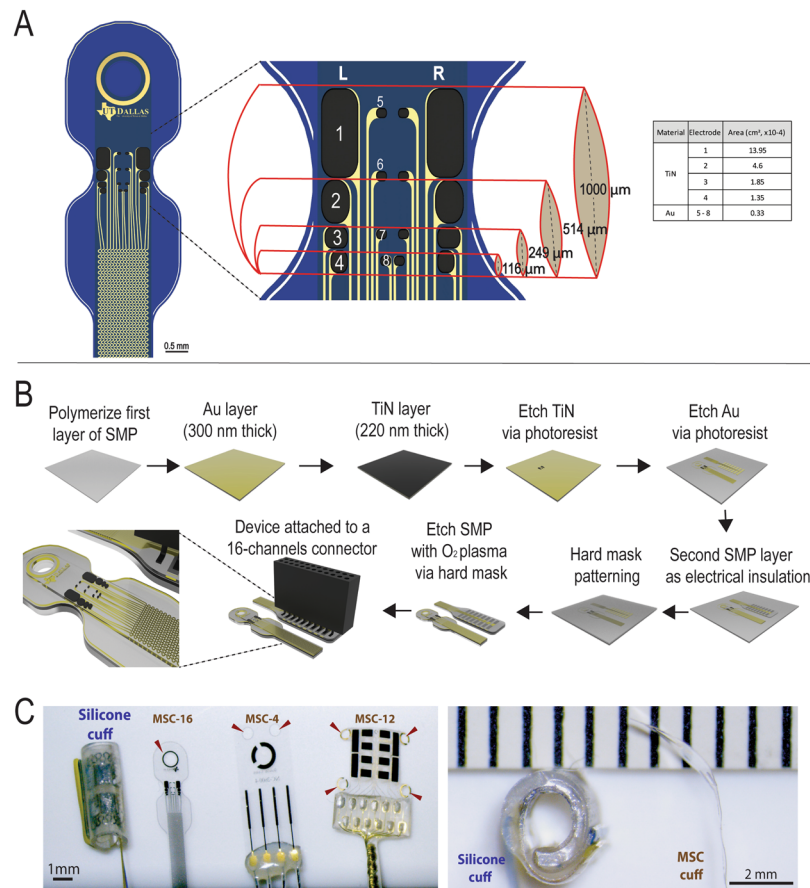 A
UT DALLAS
0.5 mm
L R
1
2
3
4
5
6
7
8
1000 µm
514 µm
249 µm
116 µm
Material Electrode Area (cm², x10-4)
TiN 1 13.95
2 4.6
3 1.85
4 1.35
Au 5 - 8 0.33
B
Polymerize first
layer of SMP
Au layer
(300 nm thick)
TiN layer
(220 nm thick)
Etch TiN
via photoresist
Etch Au
via photoresist
Second SMP layer
as electrical insulation
Hard mask
patterning
Etch SMP
with O₂ plasma
via hard mask
Device attached to a
16-channels connector
C
Silicone
cuff
MSC-16
MSC-4
MSC-12
1mm
Silicone
cuff
MSC
cuff
2 mm